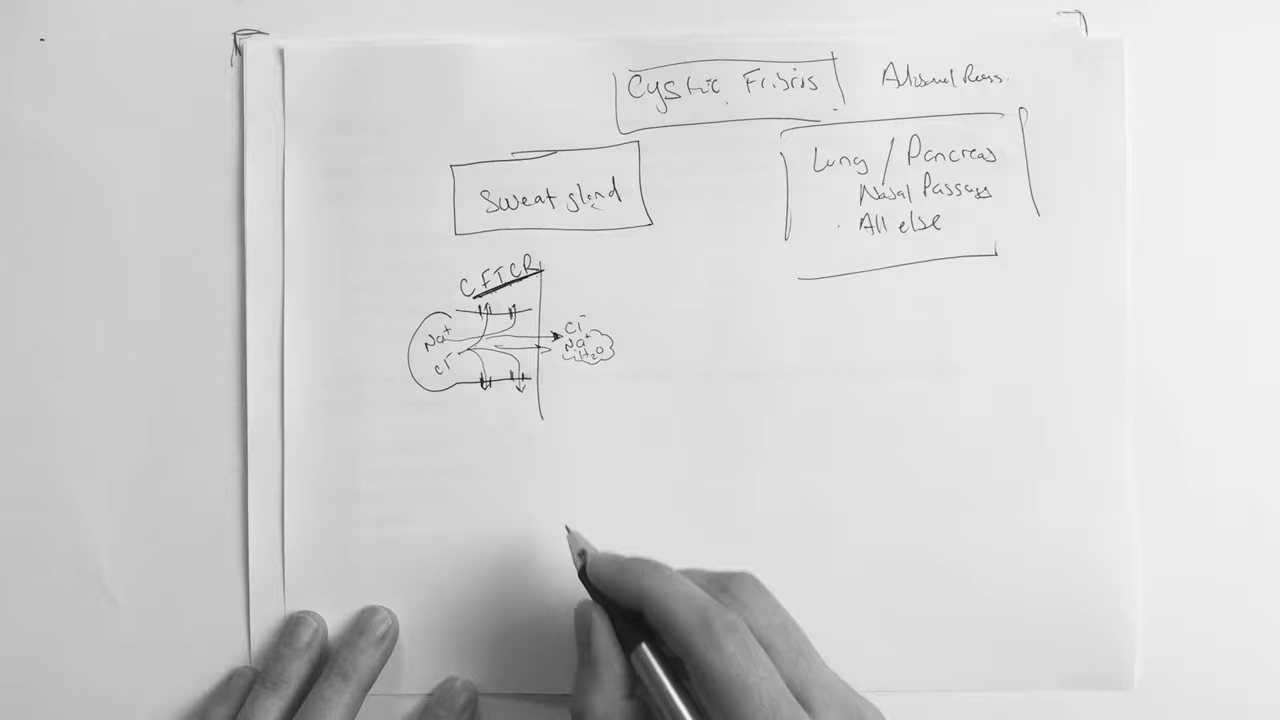 Cystic Fibrosis
Lung / Pancreas
Nasal Passags
All else
Sweat gland
CFTCR
Na⁺
Cl⁻
Cl⁻
Na⁺
H₂O